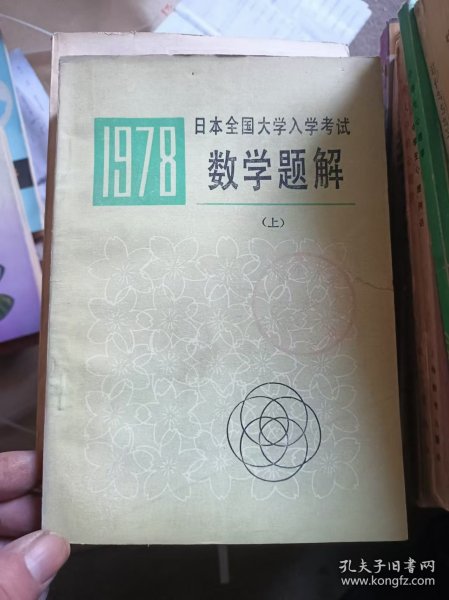 1978
日本全国大学入学考试
数学题解
（上）
孔夫子旧书网
www.kongfz.com